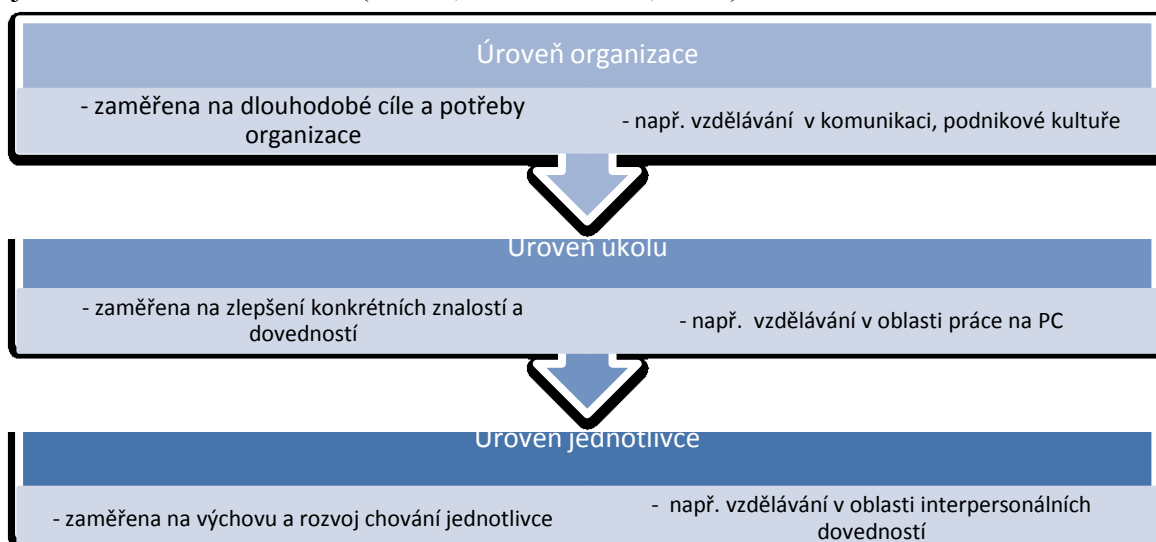 Úroveň organizace
- zaměřena na dlouhodobé cíle a potřeby
organizace
- např. vzdělávání v komunikaci, podnikové kultuře
Úroveň úkolu
- zaměřena na zlepšení konkrétních znalostí a
dovedností
- např. vzdělávání v oblasti práce na PC
Úroveň jednotlivce
- zaměřena na výchovu a rozvoj chování jednotlivce
- např. vzdělávání v oblasti interpersonálních
dovedností